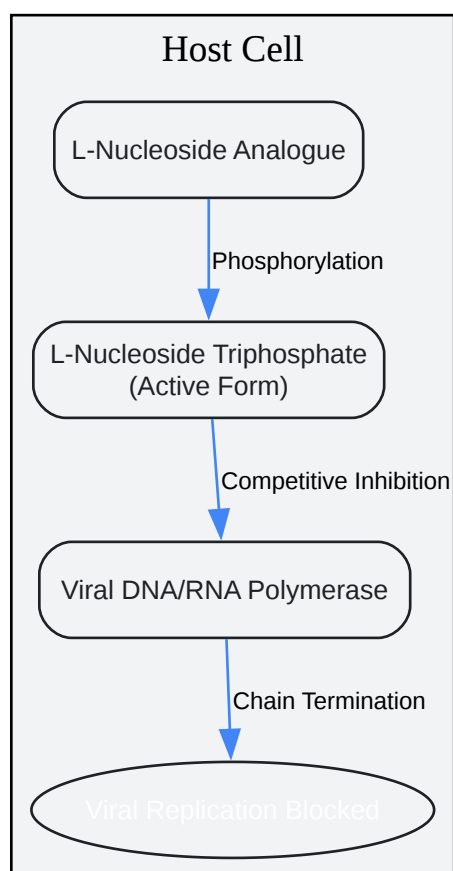 Host Cell
L-Nucleoside Analogue
Phosphorylation
L-Nucleoside Triphosphate
(Active Form)
Competitive Inhibition
Viral DNA/RNA Polymerase
Chain Termination
Viral Replication Blocked